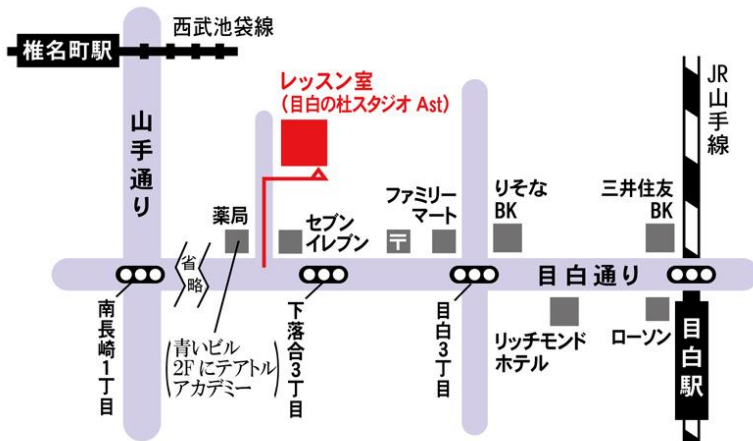 西武池袋線
椎名町駅
山手通り
レッスン室
(目白の杜スタジオ Ast)
JR山手線
薬局
セブン
イレブン
〒
ファミリー
マート
りそな
BK
三井住友
BK
省略
目白通り
南長崎1丁目
下落合3丁目
目白3丁目
リッチモンド
ホテル
ローソン
目白駅
(青いビル
2Fにテアトル
アカデミー)